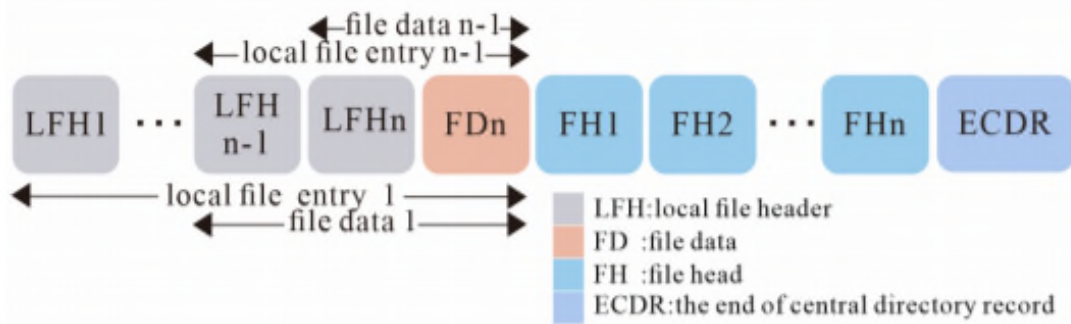 file data n-1
local file entry n-1
LFH1 ··· LFH n-1 LFHn FDn FH1 FH2 ··· FHn ECDR
local file entry 1
file data 1
LFH:local file header
FD :file data
FH :file head
ECDR:the end of central directory record